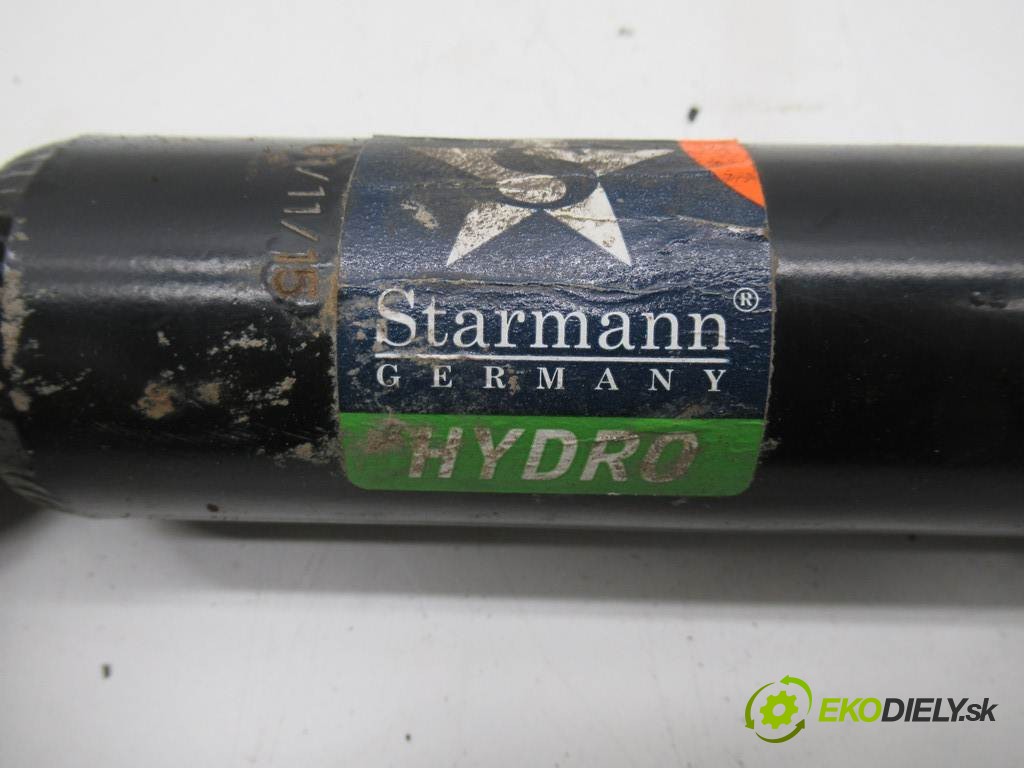 /11/15
Starmann®
GERMANY
HYDRO
EKODIELY.sk